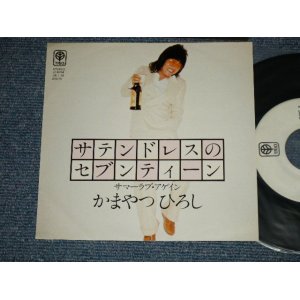 サテンドレスの
セブンティーン
サマーラブ・アゲイン
かまやつひろし